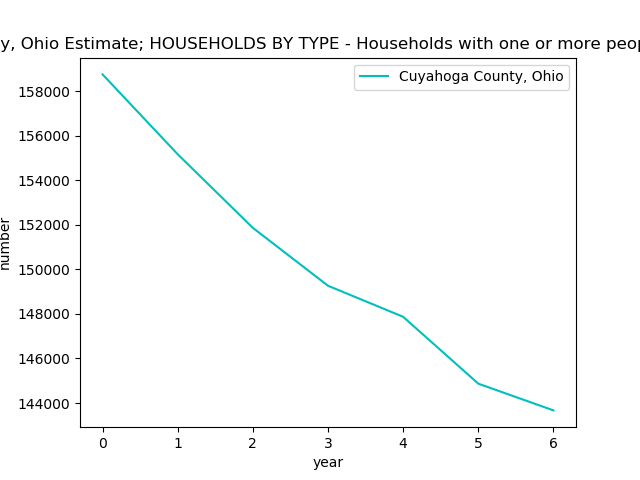 Ohio Estimate; HOUSEHOLDS BY TYPE - Households with one or more
Cuyahoga County, Ohio
158000
156000
154000
152000
150000
148000
146000
144000
number
0 1 2 3 4 5 6
year